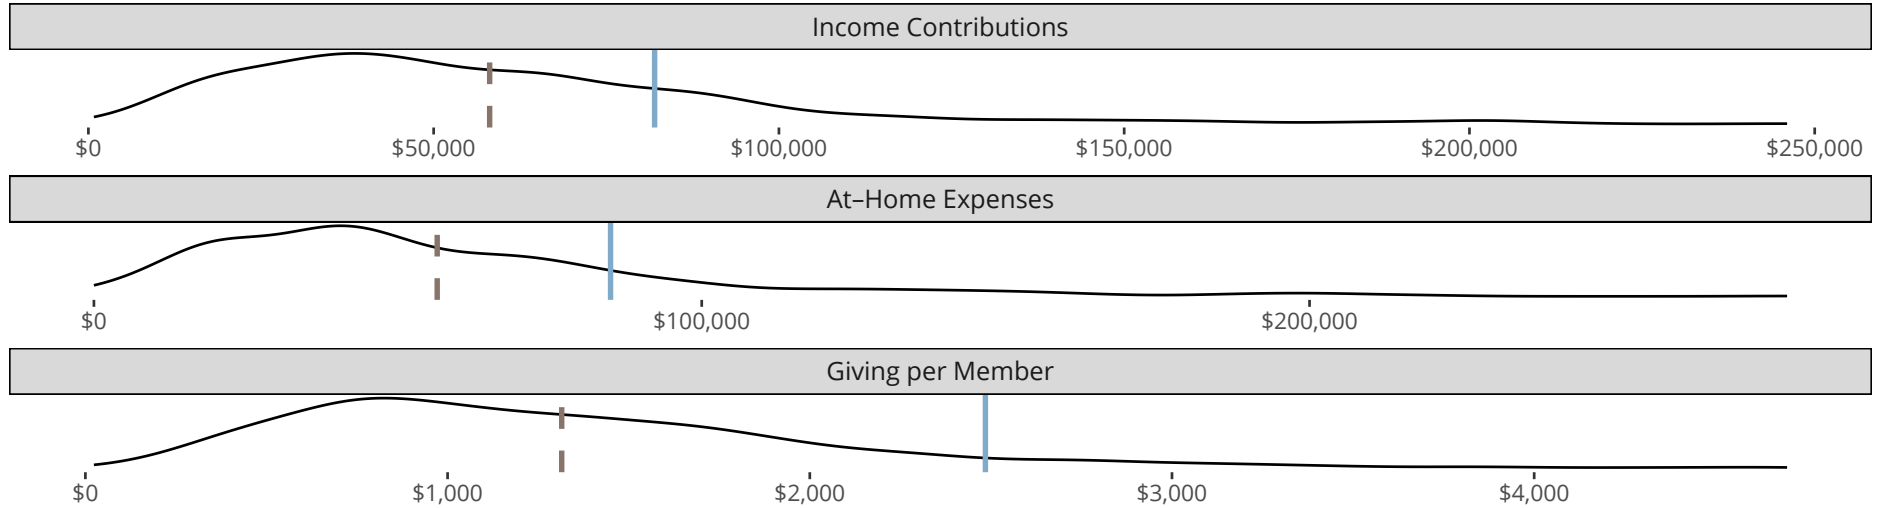 Income Contributions
$0 $50,000 $100,000 $150,000 $200,000 $250,000
At–Home Expenses
$0 $100,000 $200,000
Giving per Member
$0 $1,000 $2,000 $3,000 $4,000